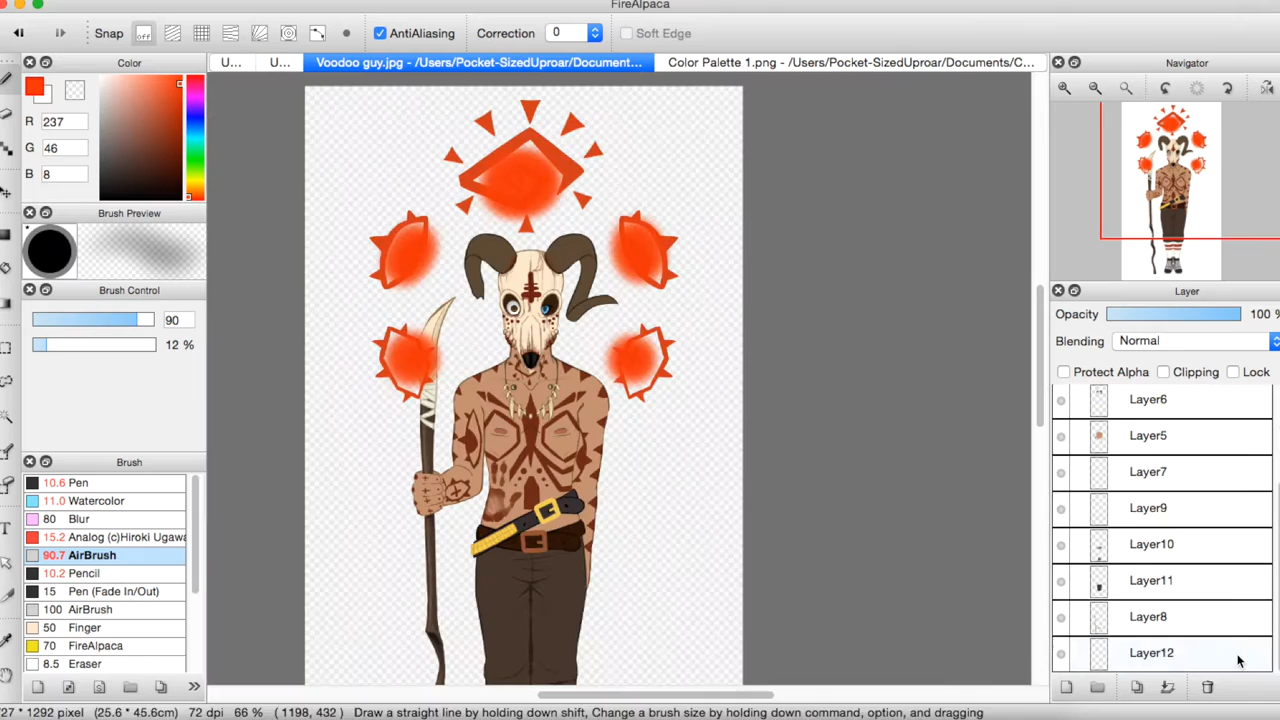 FireAlpaca
Snap off AntiAliasing Correction 0 Soft Edge
Color
U... U... Voodoo guy.jpg - /Users/Pocket-SizedUproar/Document... Color Palette 1.png - /Users/Pocket-SizedUproar/Documents/C...
Navigator
R 237
G 46
B 8
Brush Preview
Brush Control
90
12 %
Layer
Opacity 100 %
Blending Normal
Protect Alpha Clipping Lock
Layer6
Layer5
Layer7
Layer9
Layer10
Layer11
Layer8
Layer12
Brush
10.6 Pen
11.0 Watercolor
80 Blur
15.2 Analog (c)Hiroki Ugawa
90.7 AirBrush
10.2 Pencil
15 Pen (Fade In/Out)
100 AirBrush
50 Finger
70 FireAlpaca
8.5 Eraser
T
27 * 1292 pixel (25.6 * 45.6cm) 72 dpi 66 % ( 1198, 432 ) Draw a straight line by holding down shift, Change a brush size by holding down command, option, and dragging